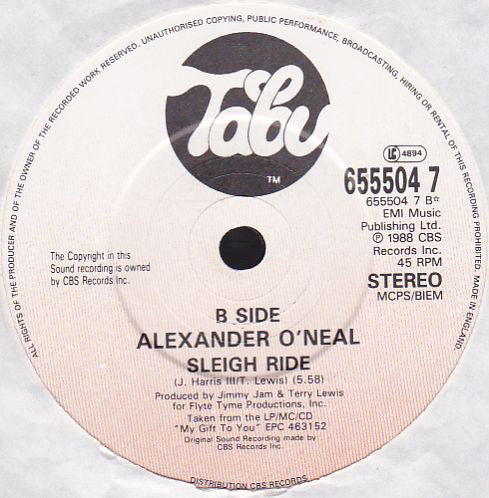 ALL RIGHTS OF THE PRODUCER AND OF THE OWNER OF THE RECORDED WORK RESERVED. UNAUTHORISED COPYING, PUBLIC PERFORMANCE, BROADCASTING, HIRING OR RENTAL OF THIS RECORDING PROHIBITED. MADE IN ENGLAND.
Tabu
TM
LC 4894
655504 7
655504 7 B☆
EMI Music
Publishing Ltd.
℗ 1988 CBS
Records Inc.
45 RPM
STEREO
MCPS/BIEM
The Copyright in this
Sound recording is owned
by CBS Records Inc.
B SIDE
ALEXANDER O'NEAL
SLEIGH RIDE
(J. Harris III/T. Lewis) (5.58)
Produced by Jimmy Jam & Terry Lewis
for Flyte Tyme Productions, Inc.
Taken from the LP/MC/CD
"My Gift To You" EPC 463152
Original Sound Recording made by
CBS Records Inc.
DISTRIBUTION CBS RECORDS